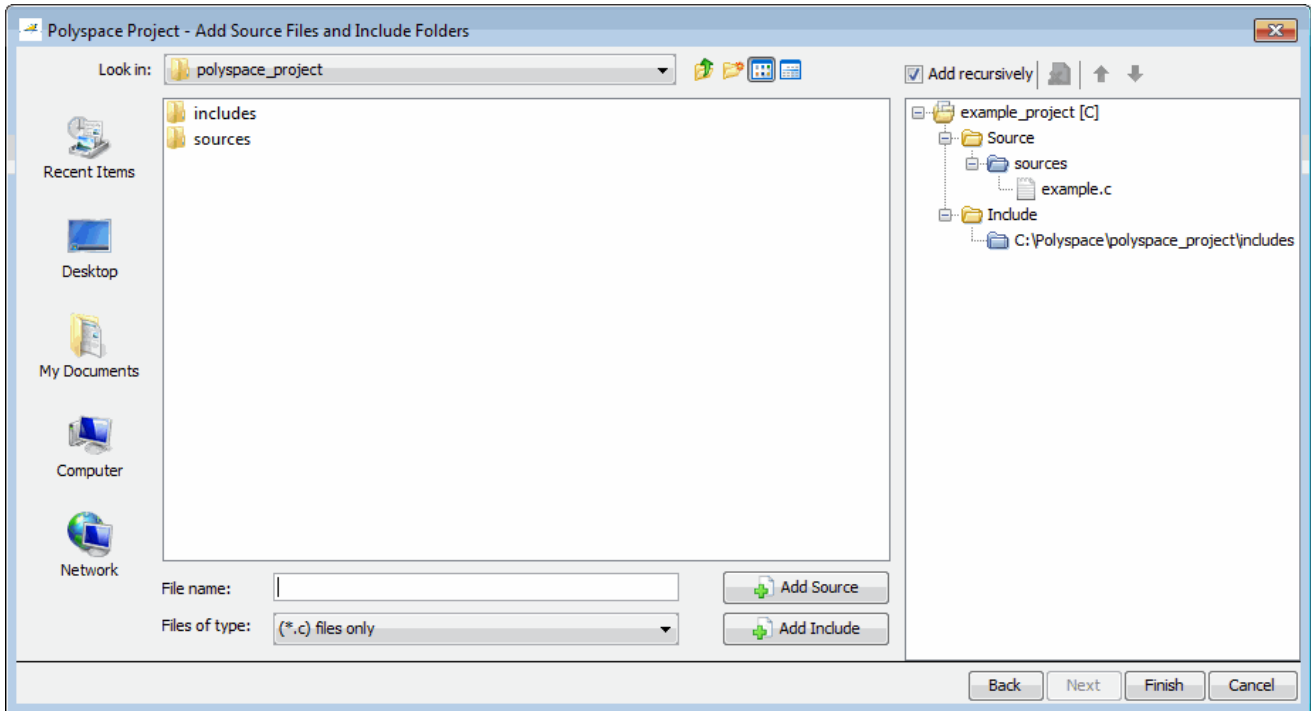 Polyspace Project - Add Source Files and Include Folders
Look in: polyspace_project
Add recursively
includes
sources
Recent Items
Desktop
My Documents
Computer
Network
File name:
Add Source
Files of type: (*.c) files only
Add Include
example_project [C]
Source
sources
example.c
Include
C:\Polyspace\polyspace_project\includes
Back Next Finish Cancel